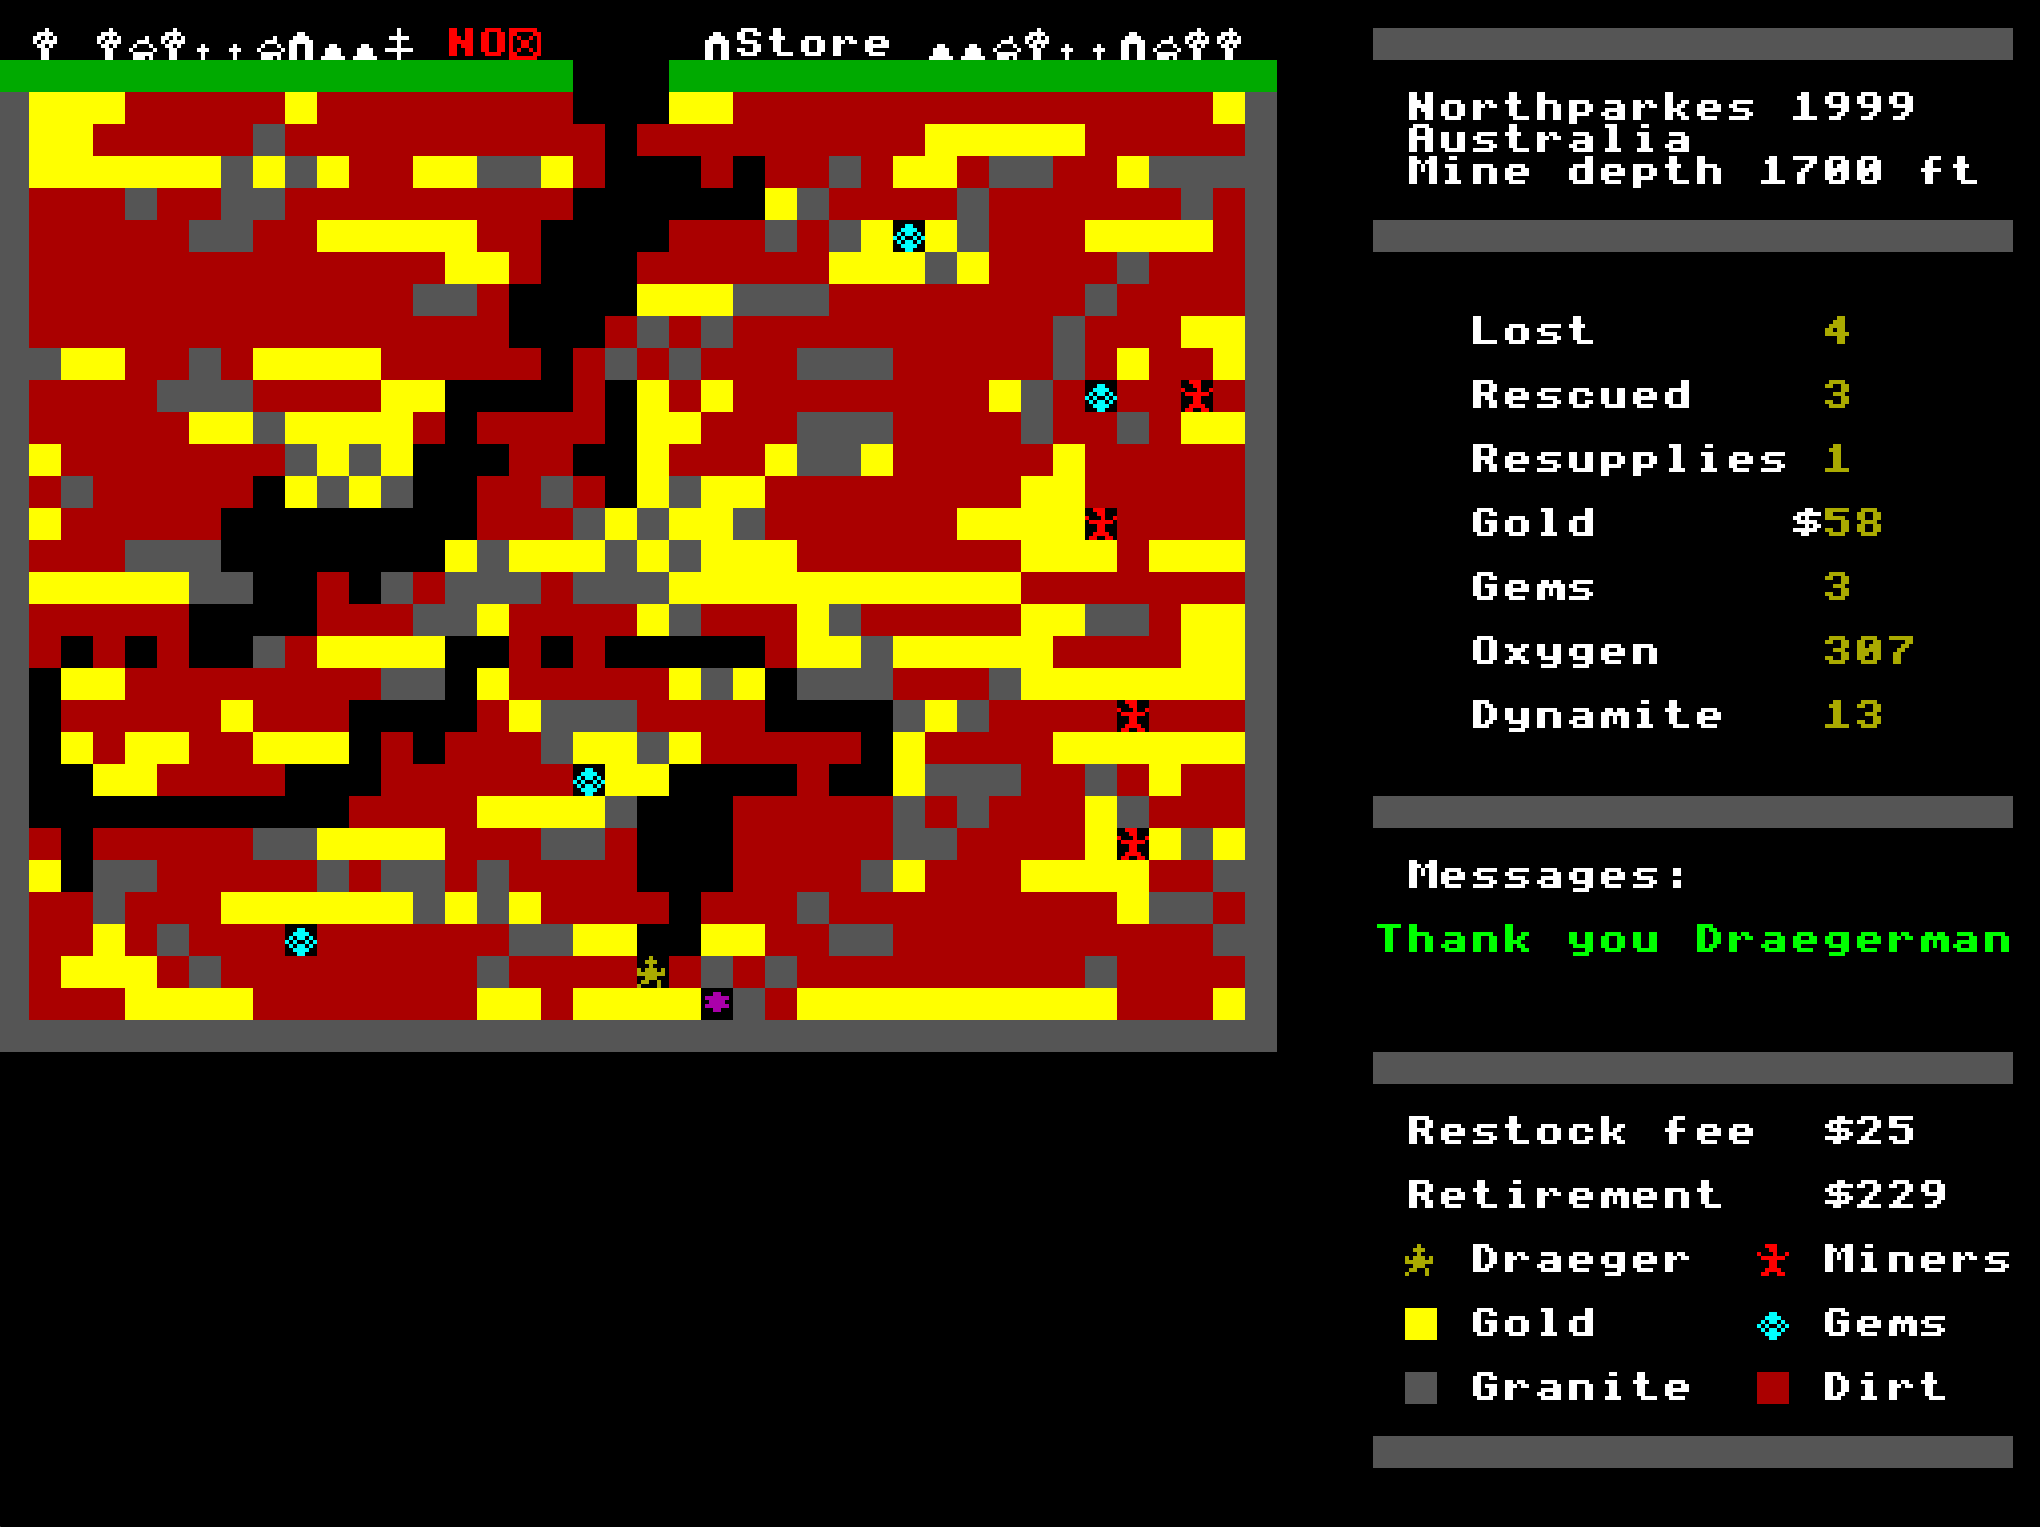 NO
Store
Northparkes 1999
Australia
Mine depth 1700 ft
Lost 4
Rescued 3
Resupplies 1
Gold $58
Gems 3
Oxygen 307
Dynamite 13
Messages:
Thank you Draegerman
Restock fee $25
Retirement $229
Draeger Miners
Gold Gems
Granite Dirt